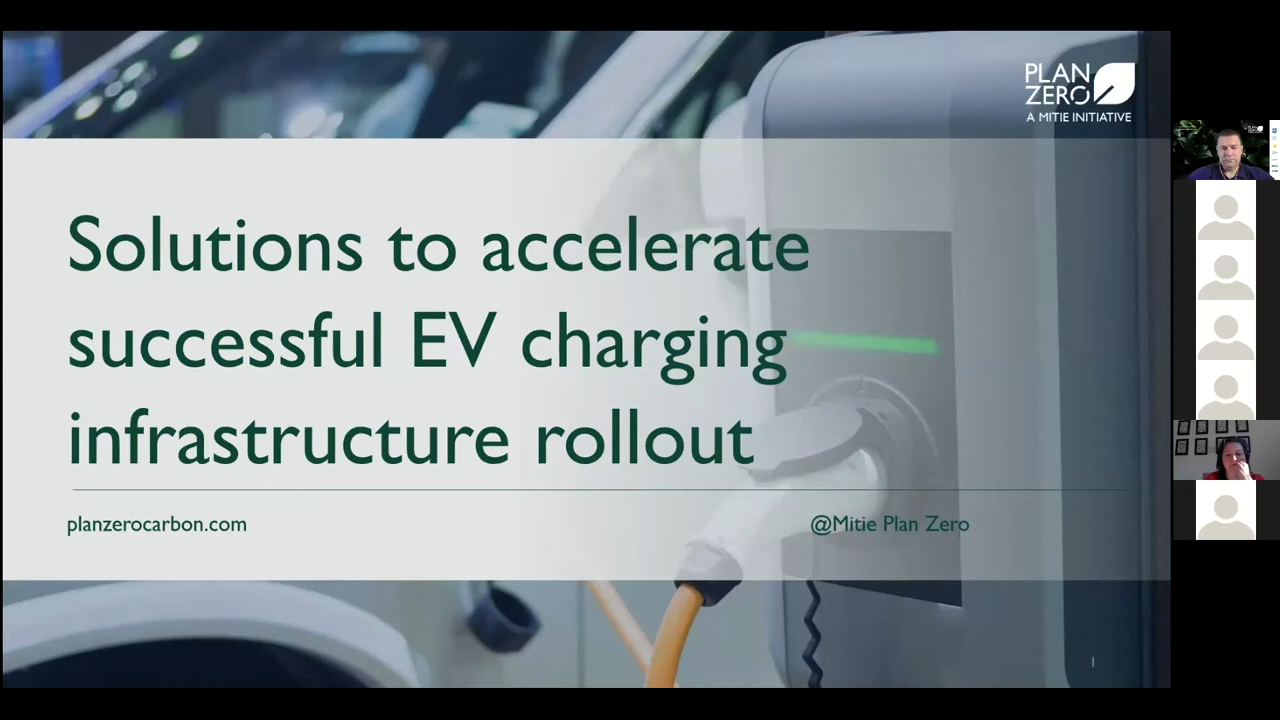 PLAN
ZERO
A MITIE INITIATIVE
Solutions to accelerate
successful EV charging
infrastructure rollout
planzerocarbon.com
@Mitie Plan Zero